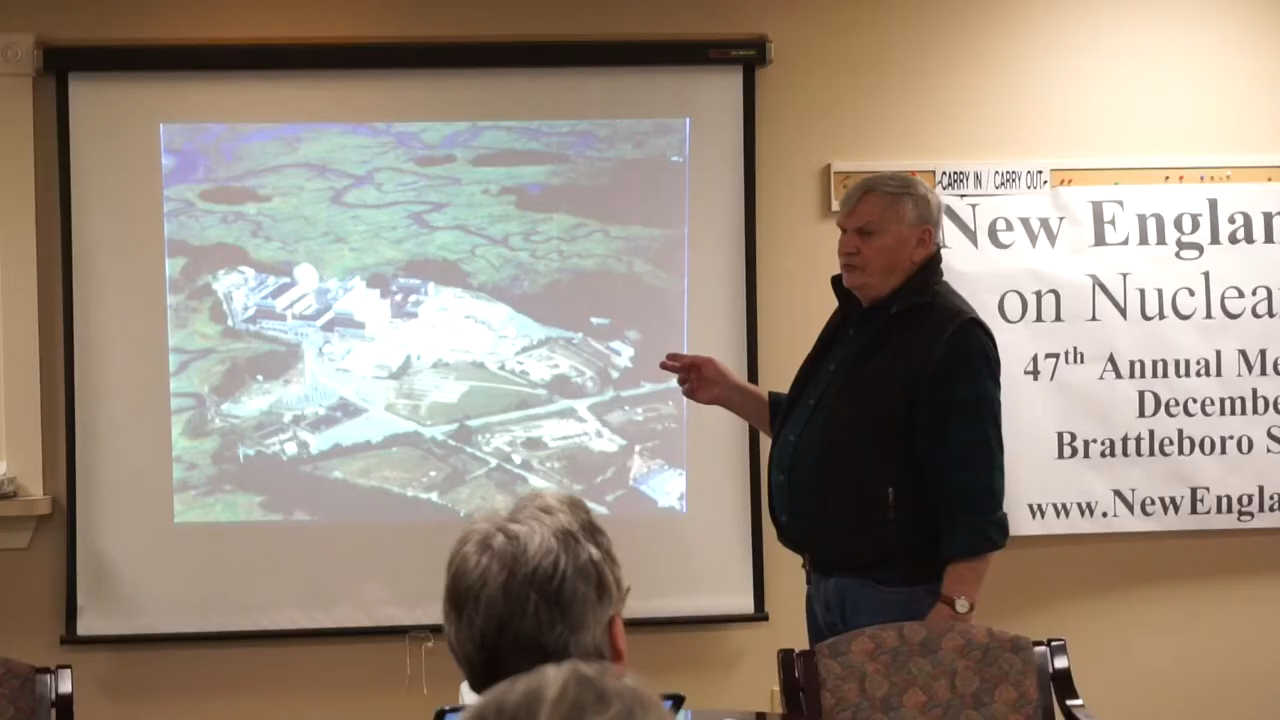 CARRY IN / CARRY OUT
New Englan
on Nuclea
47th Annual Me
Decembe
Brattleboro S
www.NewEngla